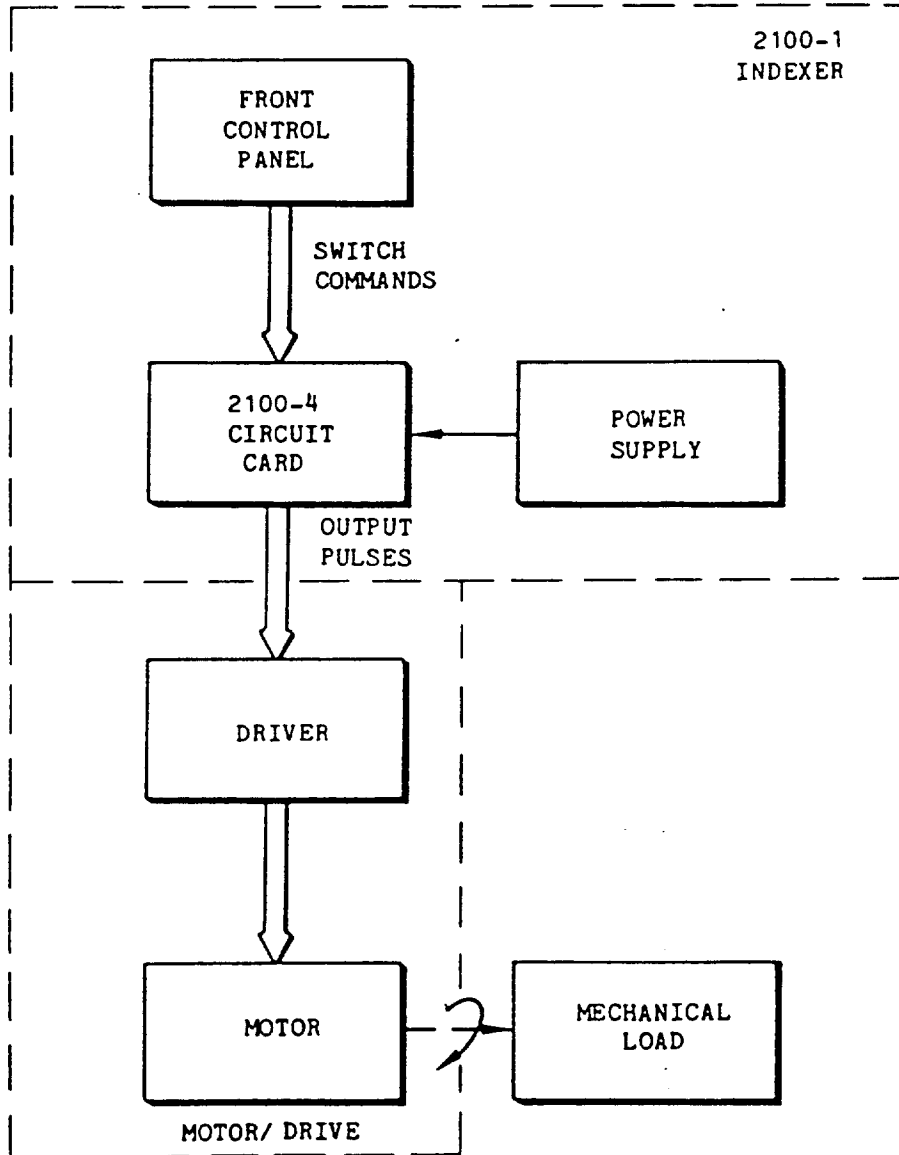 2100-1
INDEXER
FRONT
CONTROL
PANEL
SWITCH
COMMANDS
2100-4
CIRCUIT
CARD
POWER
SUPPLY
OUTPUT
PULSES
DRIVER
MOTOR
MECHANICAL
LOAD
MOTOR/ DRIVE